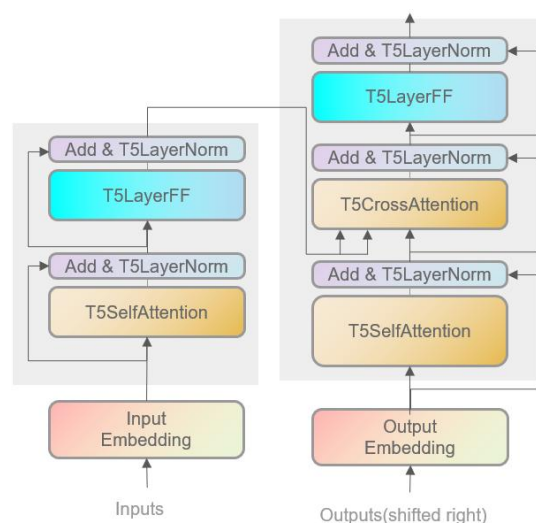 Add & T5LayerNorm
T5LayerFF
Add & T5LayerNorm
T5SelfAttention
Input
Embedding
Inputs
Add & T5LayerNorm
T5LayerFF
Add & T5LayerNorm
T5CrossAttention
Add & T5LayerNorm
T5SelfAttention
Output
Embedding
Outputs(shifted right)